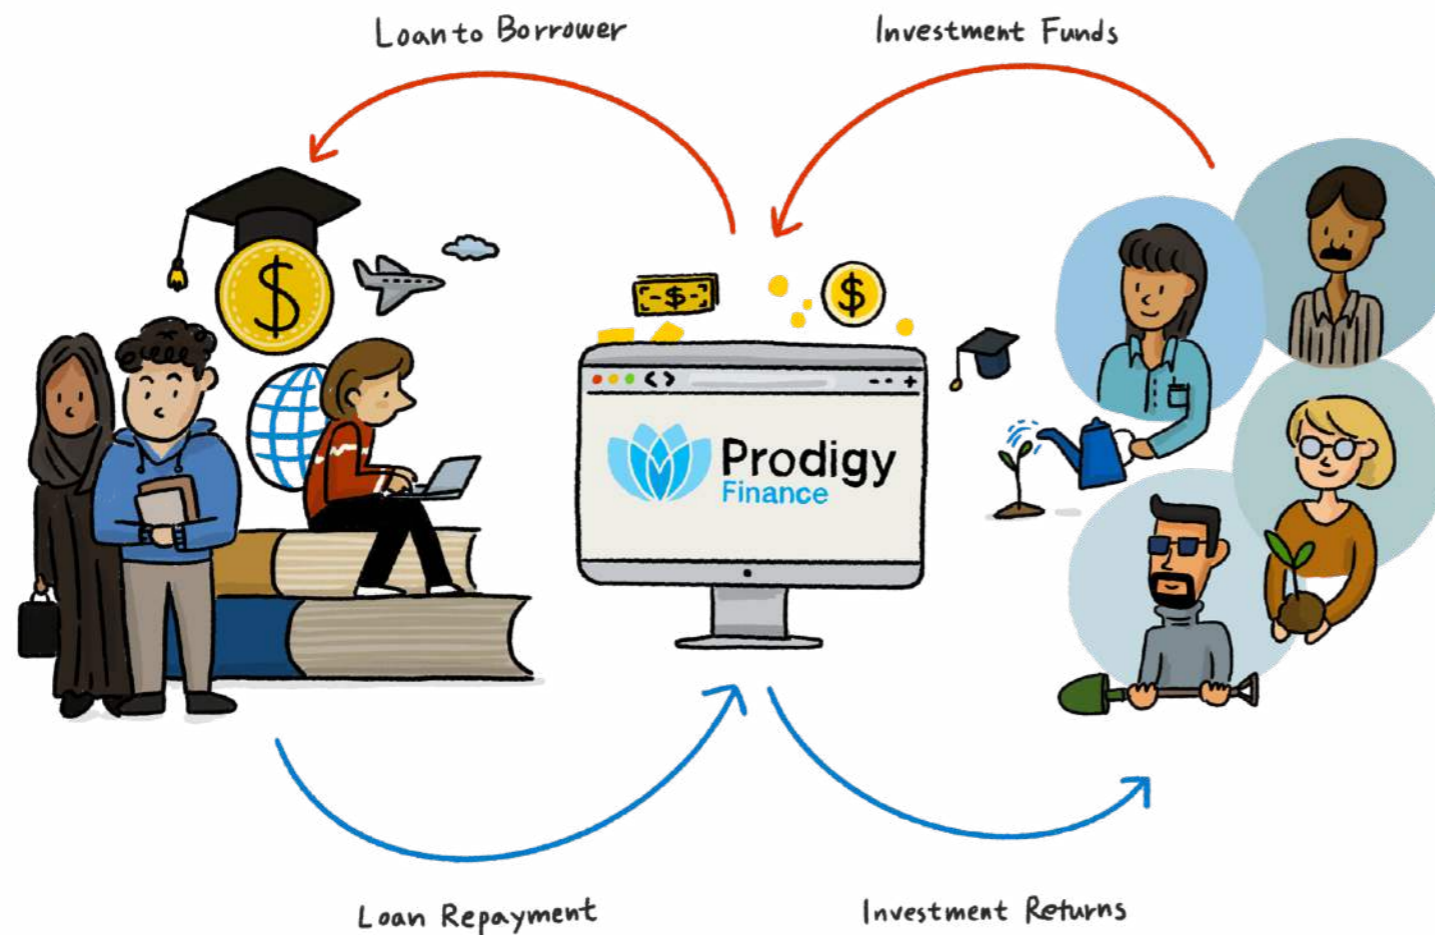 Loan to Borrower
Investment Funds
$
$
$
Prodigy
Finance
Loan Repayment
Investment Returns